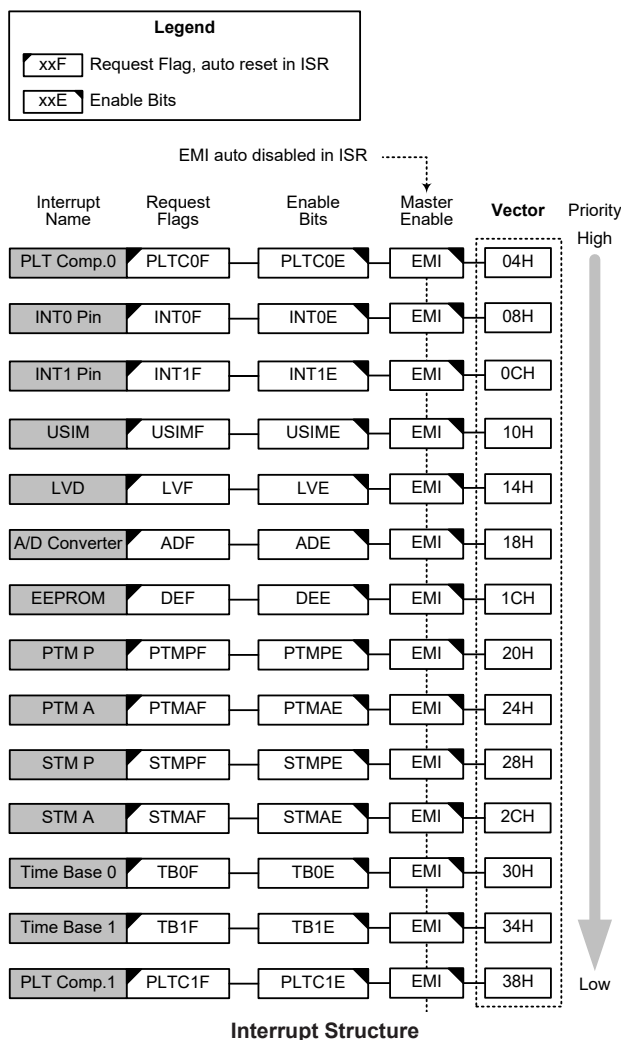 Legend
xxF Request Flag, auto reset in ISR
xxE Enable Bits
EMI auto disabled in ISR
Interrupt Name Request Flags Enable Bits Master Enable Vector Priority
High
PLT Comp.0 PLTC0F PLTC0E EMI 04H
INT0 Pin INT0F INT0E EMI 08H
INT1 Pin INT1F INT1E EMI 0CH
USIM USIMF USIME EMI 10H
LVD LVF LVE EMI 14H
A/D Converter ADF ADE EMI 18H
EEPROM DEF DEE EMI 1CH
PTM P PTMPF PTMPE EMI 20H
PTM A PTMAF PTMAE EMI 24H
STM P STMPF STMPE EMI 28H
STM A STMAF STMAE EMI 2CH
Time Base 0 TB0F TB0E EMI 30H
Time Base 1 TB1F TB1E EMI 34H
PLT Comp.1 PLTC1F PLTC1E EMI 38H
Low
Interrupt Structure